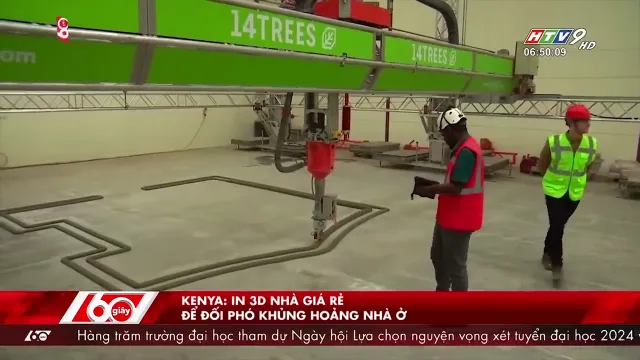 14TREES
14TREES
.com
HTV9 HD
06:50:09
60 giây
KENYA: IN 3D NHÀ GIÁ RẺ
ĐỂ ĐỐI PHÓ KHỦNG HOẢNG NHÀ Ở
60 Hàng trăm trường đại học tham dự Ngày hội Lựa chọn nguyện vọng xét tuyển đại học 2024